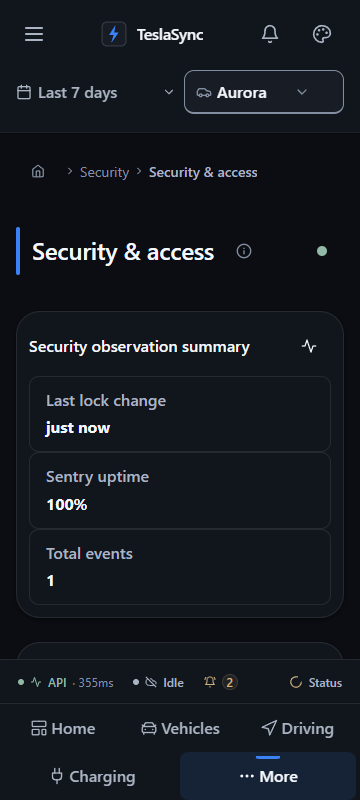 TeslaSync
Last 7 days
Aurora
Security
Security & access
Security & access
Security observation summary
Last lock change
just now
Sentry uptime
100%
Total events
1
API · 355ms
Idle
2
Status
Home
Vehicles
Driving
Charging
More